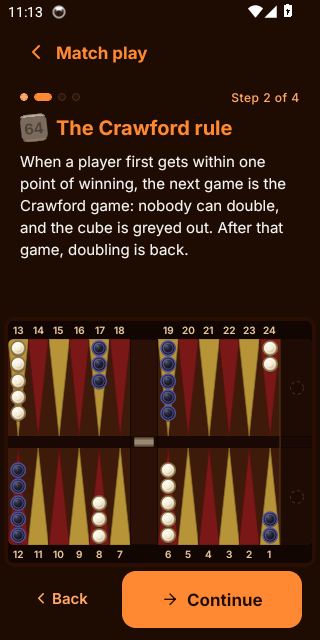 11:13
Match play
Step 2 of 4
64 The Crawford rule
When a player first gets within one
point of winning, the next game is the
Crawford game: nobody can double,
and the cube is greyed out. After that
game, doubling is back.
13 14 15 16 17 18 19 20 21 22 23 24
12 11 10 9 8 7 6 5 4 3 2 1
Back
Continue